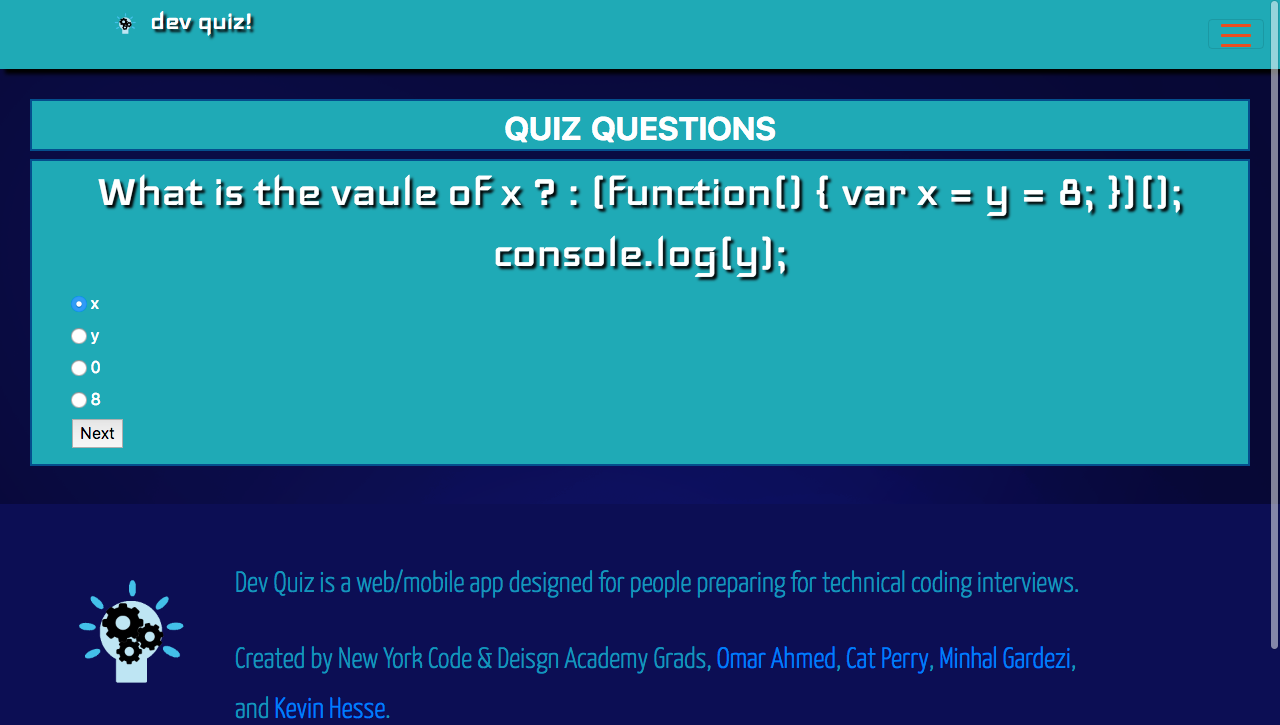 dev quiz!
QUIZ QUESTIONS
What is the vaule of x ? : (function() { var x = y = 8; })();
console.log(y);
x
y
0
8
Next
Dev Quiz is a web/mobile app designed for people preparing for technical coding interviews.
Created by New York Code & Deisgn Academy Grads, Omar Ahmed, Cat Perry, Minhal Gardezi,
and Kevin Hesse.